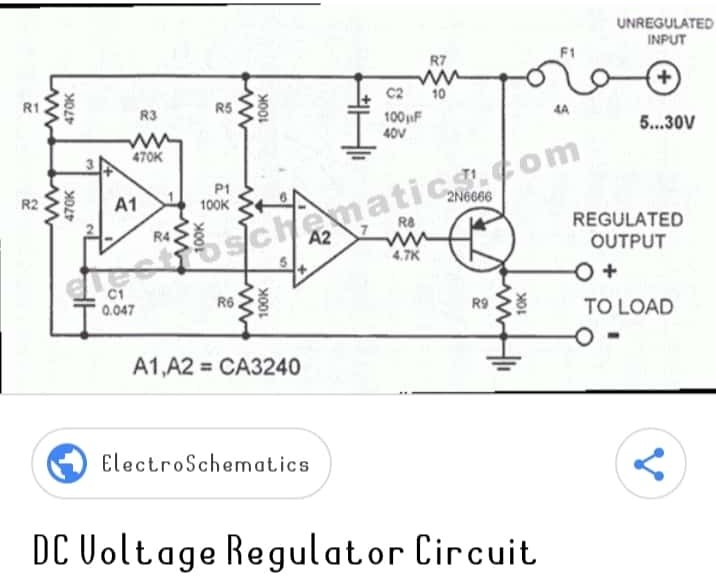 UNREGULATED
INPUT
F1
4A
+
5...30V
R7
10
C2
+
100µF
40V
R1
470K
R3
470K
R5
100K
3
+
A1
1
2
-
R2
470K
R4
100K
P1
100K
6
-
A2
7
5
+
R8
4.7K
T1
2N6666
REGULATED
OUTPUT
+
TO LOAD
-
C1
0.047
R6
100K
R9
10K
electroschematics.com
A1,A2 = CA3240
ElectroSchematics
DC Voltage Regulator Circuit